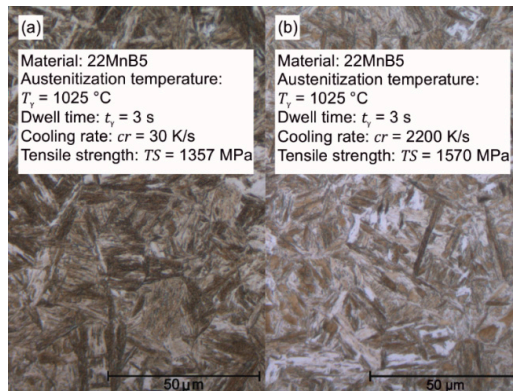 (a)
Material: 22MnB5
Austenitization temperature:
Tᵧ = 1025 °C
Dwell time: tᵧ = 3 s
Cooling rate: cr = 30 K/s
Tensile strength: TS = 1357 MPa
50 µm
(b)
Material: 22MnB5
Austenitization temperature:
Tᵧ = 1025 °C
Dwell time: tᵧ = 3 s
Cooling rate: cr = 2200 K/s
Tensile strength: TS = 1570 MPa
50 µm